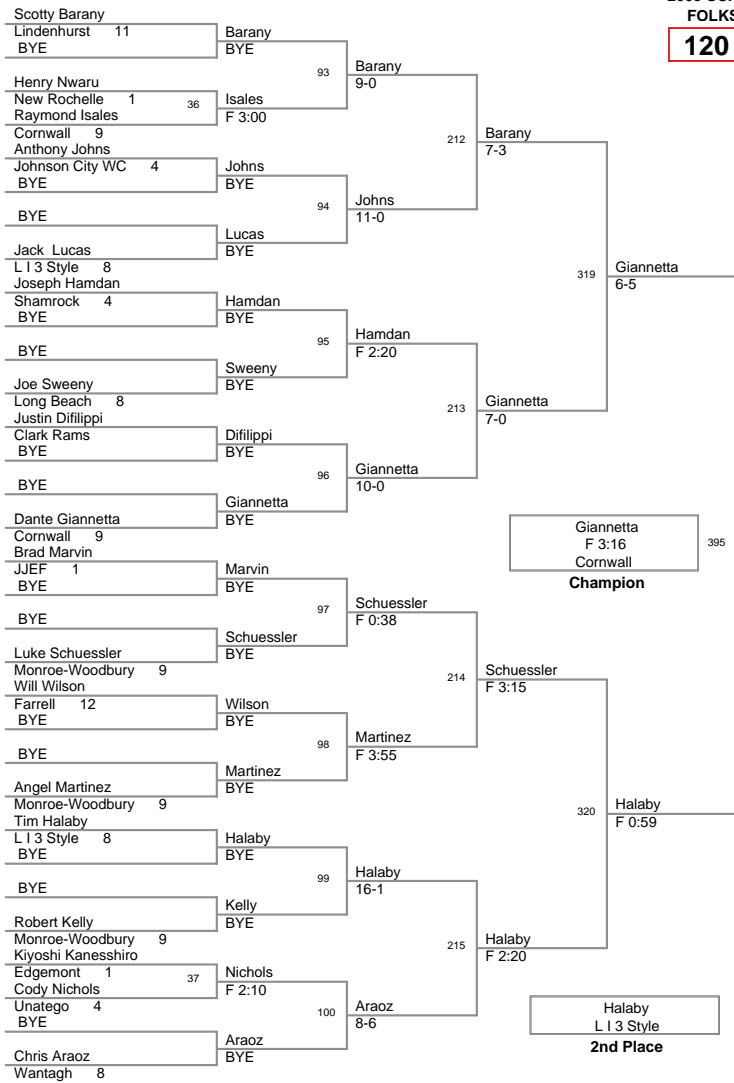 FOLKS
120
Scotty Barany
Lindenhurst 11
BYE
Henry Nwaru
New Rochelle 1
Raymond Isales
Cornwall 9
Anthony Johns
Johnson City WC 4
BYE
BYE
Jack Lucas
L I 3 Style 8
Joseph Hamdan
Shamrock 4
BYE
BYE
Joe Sweeny
Long Beach 8
Justin Difilippi
Clark Rams
BYE
BYE
Dante Giannetta
Cornwall 9
Brad Marvin
JJEF 1
BYE
BYE
Luke Schuessler
Monroe-Woodbury 9
Will Wilson
Farrell 12
BYE
BYE
Angel Martinez
Monroe-Woodbury 9
Tim Halaby
L I 3 Style 8
BYE
BYE
Robert Kelly
Monroe-Woodbury 9
Kiyoshi Kanesshiro
Edgemont 1
Cody Nichols
Unatego 4
BYE
Chris Araoz
Wantagh 8
36
37
Barany
BYE
Isales
F 3:00
Johns
BYE
Lucas
BYE
Hamdan
BYE
Sweeny
BYE
Difilippi
BYE
Giannetta
BYE
Marvin
BYE
Schuessler
BYE
Wilson
BYE
Martinez
BYE
Halaby
BYE
Kelly
BYE
Nichols
F 2:10
Araoz
BYE
93
94
95
96
97
98
99
100
Barany
9-0
Johns
11-0
Hamdan
F 2:20
Giannetta
10-0
Schuessler
F 0:38
Martinez
F 3:55
Halaby
16-1
Araoz
8-6
212
213
214
215
Barany
7-3
Giannetta
7-0
Schuessler
F 3:15
Halaby
F 2:20
319
320
Giannetta
6-5
Halaby
F 0:59
Giannetta
F 3:16
Cornwall
395
Champion
Halaby
L I 3 Style
2nd Place